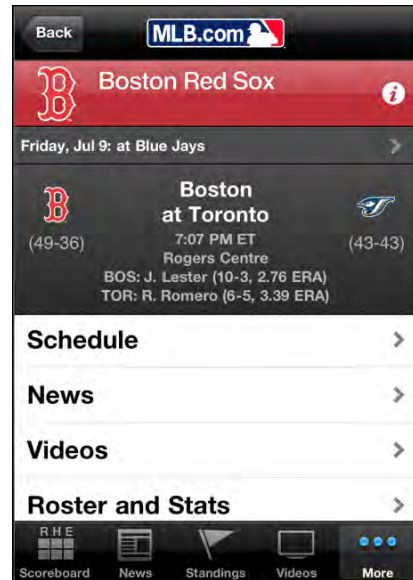 Back
MLB.com
B
Boston Red Sox
i
Friday, Jul 9: at Blue Jays
B
Boston
at Toronto
(49-36)
7:07 PM ET
(43-43)
Rogers Centre
BOS: J. Lester (10-3, 2.76 ERA)
TOR: R. Romero (6-5, 3.39 ERA)
Schedule
News
Videos
Roster and Stats
R H E
Scoreboard
News
Standings
Videos
More